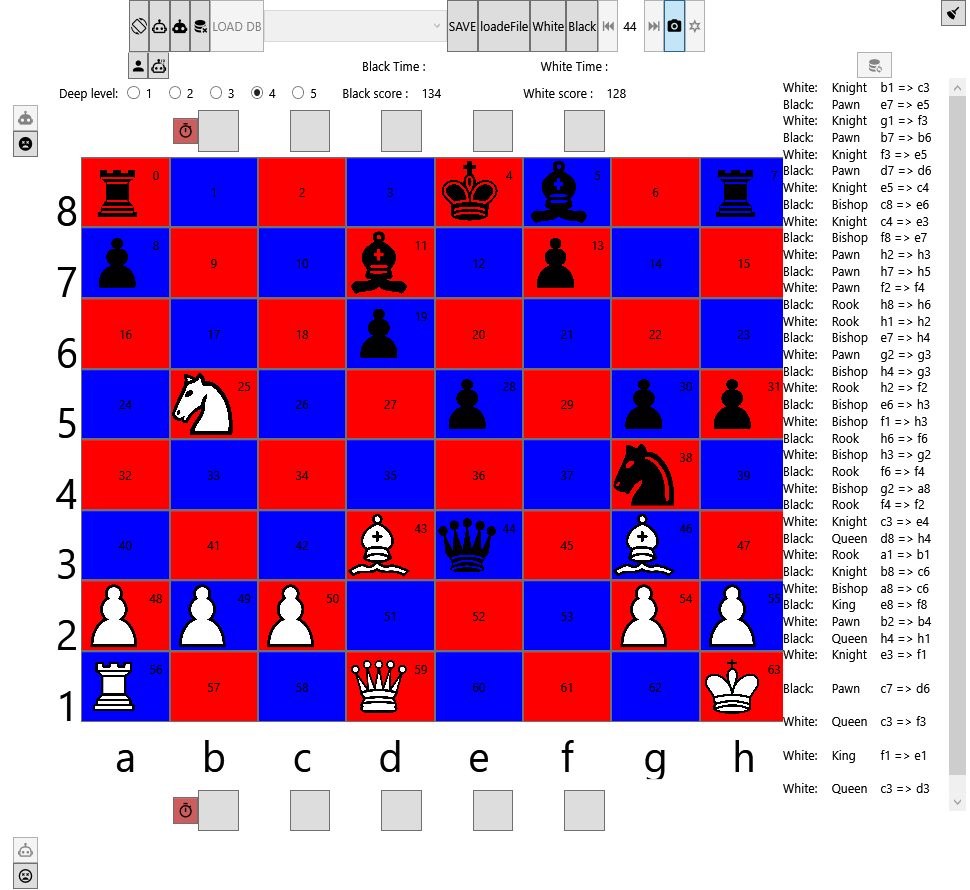 LOAD DB SAVE loadeFile White Black 44
Black Time : White Time :
Deep level: 1 2 3 4 5 Black score : 134 White score : 128
8 0 1 2 3 4 5 6 7
7 8 9 10 11 12 13 14 15
6 16 17 18 19 20 21 22 23
5 24 25 26 27 28 29 30 31
4 32 33 34 35 36 37 38 39
3 40 41 42 43 44 45 46 47
2 48 49 50 51 52 53 54 55
1 56 57 58 59 60 61 62 63
a b c d e f g h
White: Knight b1 => c3
Black: Pawn e7 => e5
White: Knight g1 => f3
Black: Pawn b7 => b6
White: Knight f3 => e5
Black: Pawn d7 => d6
White: Knight e5 => c4
Black: Bishop c8 => e6
White: Knight c4 => e3
Black: Bishop f8 => e7
White: Pawn h2 => h3
Black: Pawn h7 => h5
White: Pawn f2 => f4
Black: Rook h8 => h6
White: Rook h1 => h2
Black: Bishop e7 => h4
White: Pawn g2 => g3
Black: Bishop h4 => g3
White: Rook h2 => f2
Black: Bishop e6 => h3
White: Bishop f1 => h3
Black: Rook h6 => f6
White: Bishop h3 => g2
Black: Rook f6 => f4
White: Bishop g2 => a8
Black: Rook f4 => f2
White: Knight c3 => e4
Black: Queen d8 => h4
White: Rook a1 => b1
Black: Knight b8 => c6
White: Bishop a8 => c6
Black: King e8 => f8
White: Pawn b2 => b4
Black: Queen h4 => h1
White: Knight e3 => f1
Black: Pawn c7 => d6
White: Queen c3 => f3
White: King f1 => e1
White: Queen c3 => d3